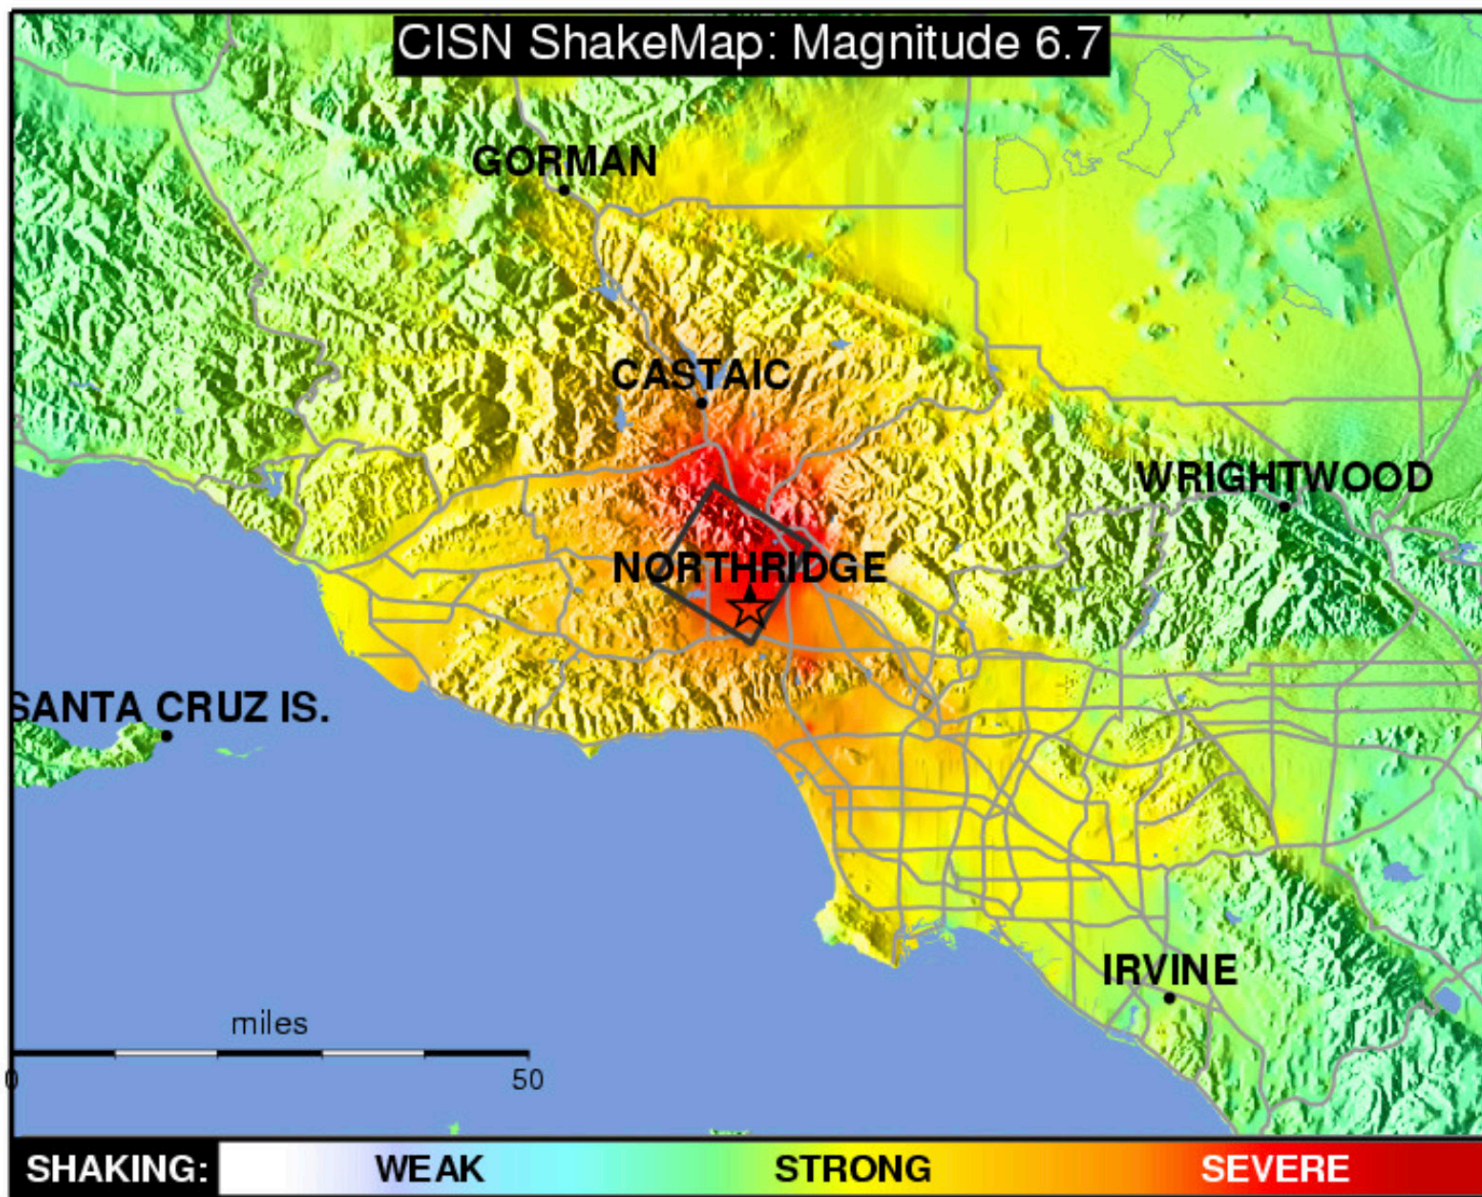 CISN ShakeMap: Magnitude 6.7
GORMAN
CASTAIC
WRIGHTWOOD
NORTHRIDGE
SANTA CRUZ IS.
IRVINE
miles
0 50
SHAKING: WEAK STRONG SEVERE